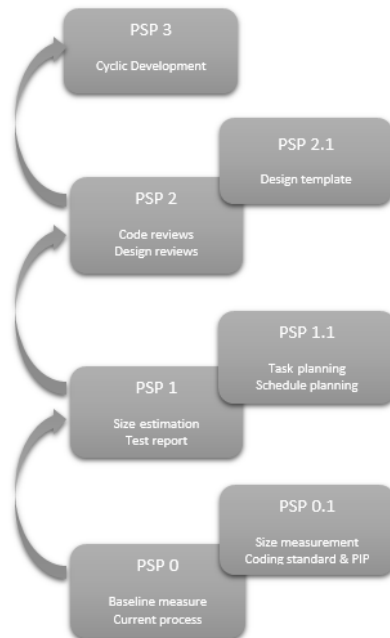 PSP 3
Cyclic Development
PSP 2.1
Design template
PSP 2
Code reviews
Design reviews
PSP 1.1
Task planning
Schedule planning
PSP 1
Size estimation
Test report
PSP 0.1
Size measurement
Coding standard & PIP
PSP 0
Baseline measure
Current process